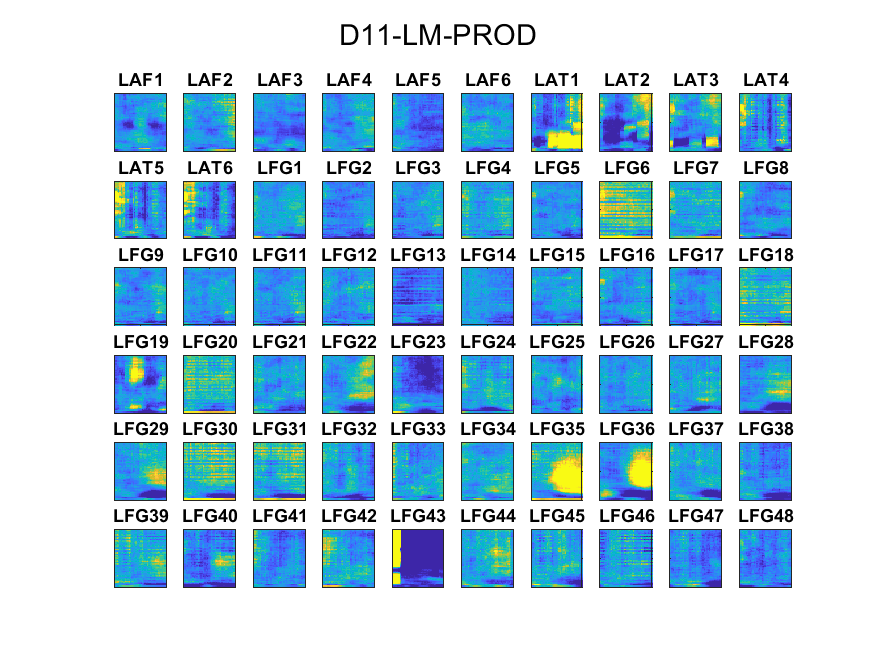 D11-LM-PROD
LAF1 LAF2 LAF3 LAF4 LAF5 LAF6 LAT1 LAT2 LAT3 LAT4
LAT5 LAT6 LFG1 LFG2 LFG3 LFG4 LFG5 LFG6 LFG7 LFG8
LFG9 LFG10 LFG11 LFG12 LFG13 LFG14 LFG15 LFG16 LFG17 LFG18
LFG19 LFG20 LFG21 LFG22 LFG23 LFG24 LFG25 LFG26 LFG27 LFG28
LFG29 LFG30 LFG31 LFG32 LFG33 LFG34 LFG35 LFG36 LFG37 LFG38
LFG39 LFG40 LFG41 LFG42 LFG43 LFG44 LFG45 LFG46 LFG47 LFG48